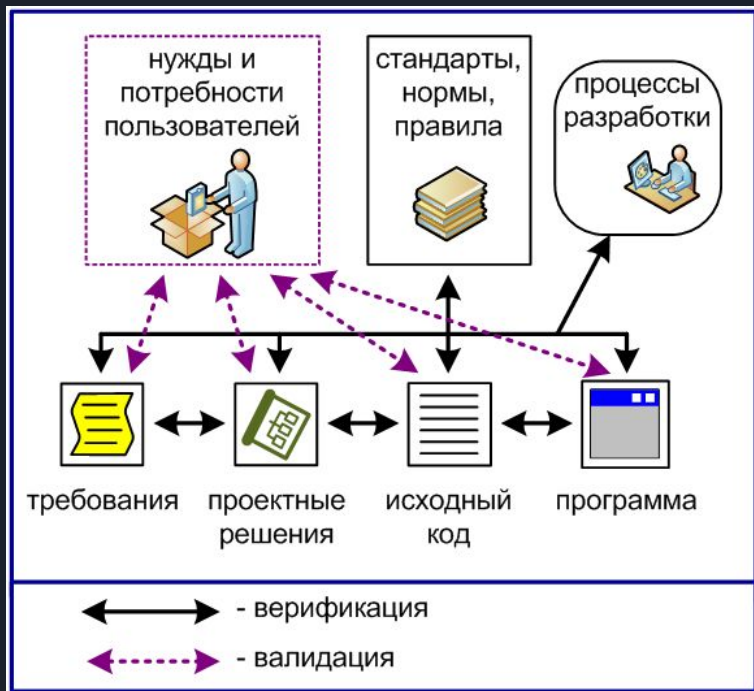 нужды и
потребности
пользователей
стандарты,
нормы,
правила
процессы
разработки
требования
проектные
решения
исходный
код
программа
- верификация
- валидация